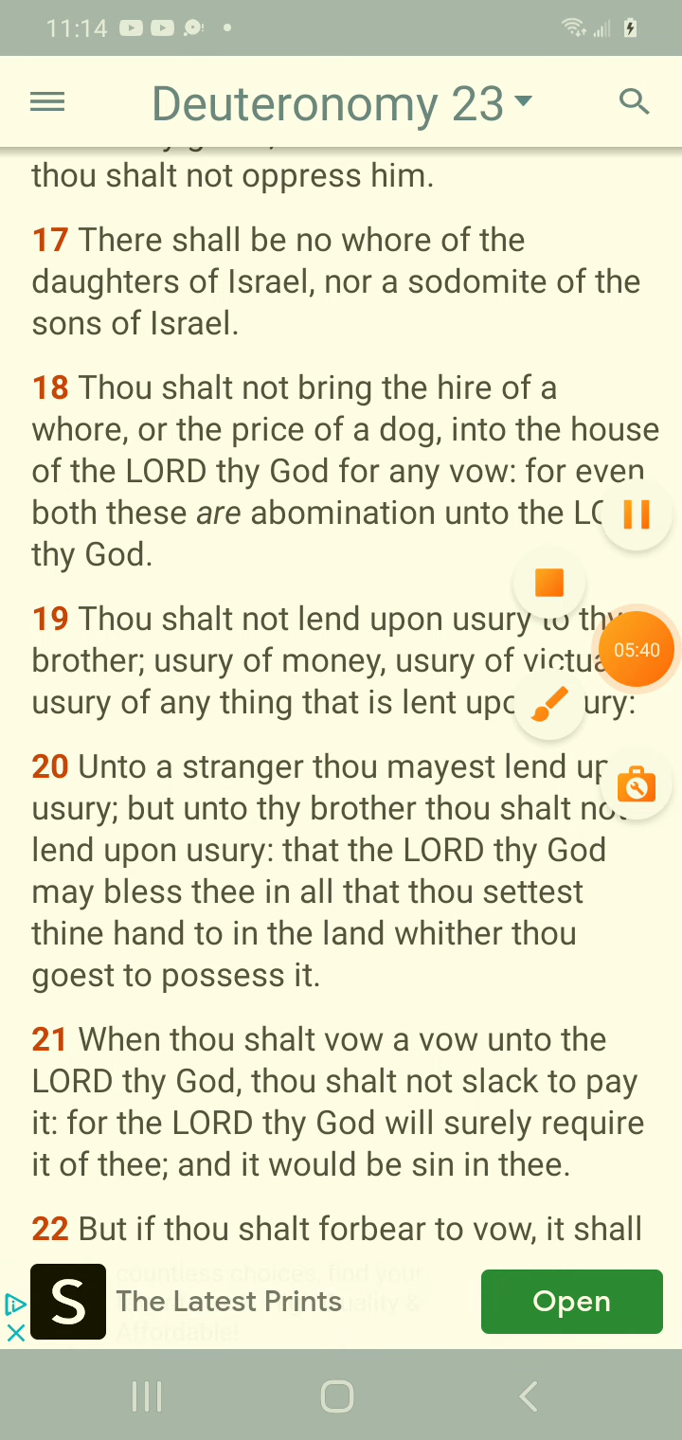 11:14
Deuteronomy 23
thou shalt not oppress him.
17 There shall be no whore of the
daughters of Israel, nor a sodomite of the
sons of Israel.
18 Thou shalt not bring the hire of a
whore, or the price of a dog, into the house
of the LORD thy God for any vow: for even
both these are abomination unto the
thy God.
19 Thou shalt not lend upon usury to thy
brother; usury of money, usury of
05:40
usury of any thing that is lent
20 Unto a stranger thou mayest lend
usury; but unto thy brother thou shalt not
lend upon usury: that the LORD thy God
may bless thee in all that thou settest
thine hand to in the land whither thou
goest to possess it.
21 When thou shalt vow a vow unto the
LORD thy God, thou shalt not slack to pay
it: for the LORD thy God will surely require
it of thee; and it would be sin in thee.
22 But if thou shalt forbear to vow, it shall
countless choices, find your
S The Latest Prints Open
Affordable!